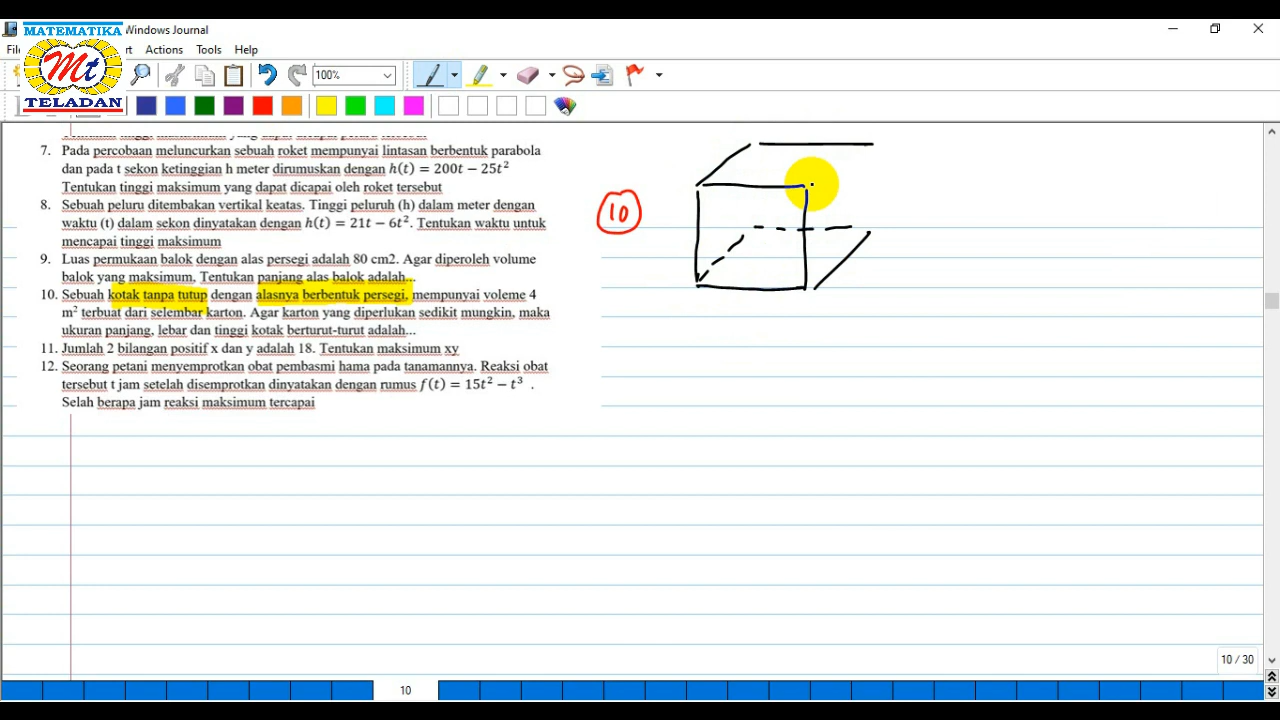 MATEMATIKA
Mt
TELADAN
Windows Journal
Actions Tools Help
100%
7. Pada percobaan meluncurkan sebuah roket mempunyai lintasan berbentuk parabola
dan pada t sekon ketinggian h meter dirumuskan dengan h(t) = 200t − 25t²
Tentukan tinggi maksimum yang dapat dicapai oleh roket tersebut
8. Sebuah peluru ditembakan vertikal keatas. Tinggi peluruh (h) dalam meter dengan
waktu (t) dalam sekon dinyatakan dengan h(t) = 21t − 6t². Tentukan waktu untuk
mencapai tinggi maksimum
9. Luas permukaan balok dengan alas persegi adalah 80 cm2. Agar diperoleh volume
balok yang maksimum. Tentukan panjang alas balok adalah...
10. Sebuah kotak tanpa tutup dengan alasnya berbentuk persegi, mempunyai voleme 4
m² terbuat dari selembar karton. Agar karton yang diperlukan sedikit mungkin, maka
ukuran panjang, lebar dan tinggi kotak berturut-turut adalah...
11. Jumlah 2 bilangan positif x dan y adalah 18. Tentukan maksimum xy
12. Seorang petani menyemprotkan obat pembasmi hama pada tanamannya. Reaksi obat
tersebut t jam setelah disemprotkan dinyatakan dengan rumus f(t) = 15t² − t³ .
Selah berapa jam reaksi maksimum tercapai
10
10 / 30
10